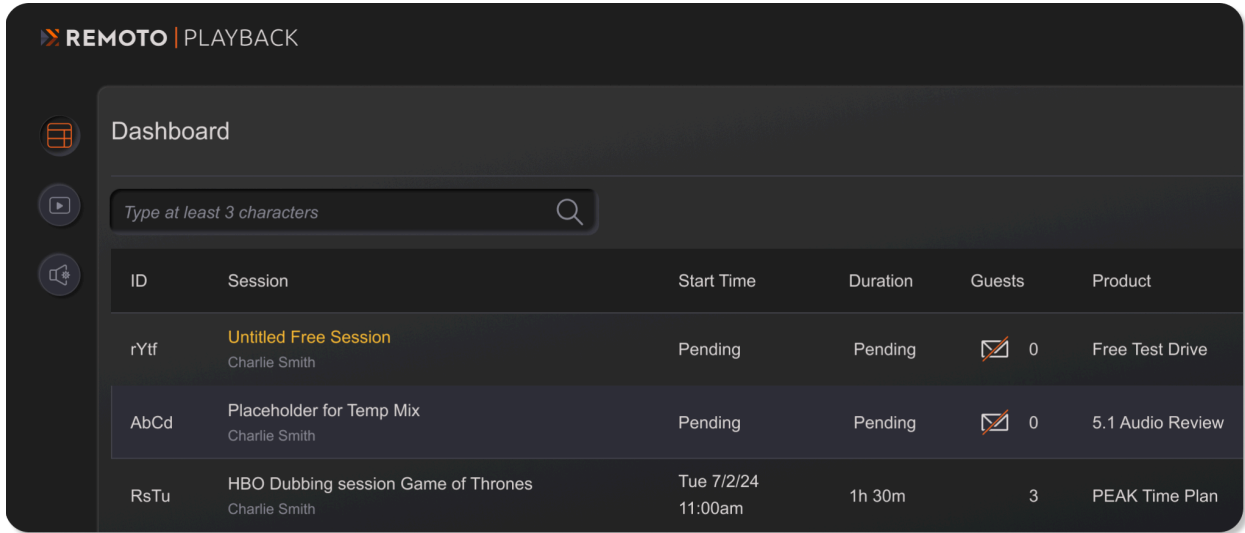 REMOTO | PLAYBACK
Dashboard
Type at least 3 characters
ID Session Start Time Duration Guests Product
rYtf Untitled Free Session Pending Pending 0 Free Test Drive
Charlie Smith
AbCd Placeholder for Temp Mix Pending Pending 0 5.1 Audio Review
Charlie Smith
RsTu HBO Dubbing session Game of Thrones Tue 7/2/24 1h 30m 3 PEAK Time Plan
Charlie Smith 11:00am